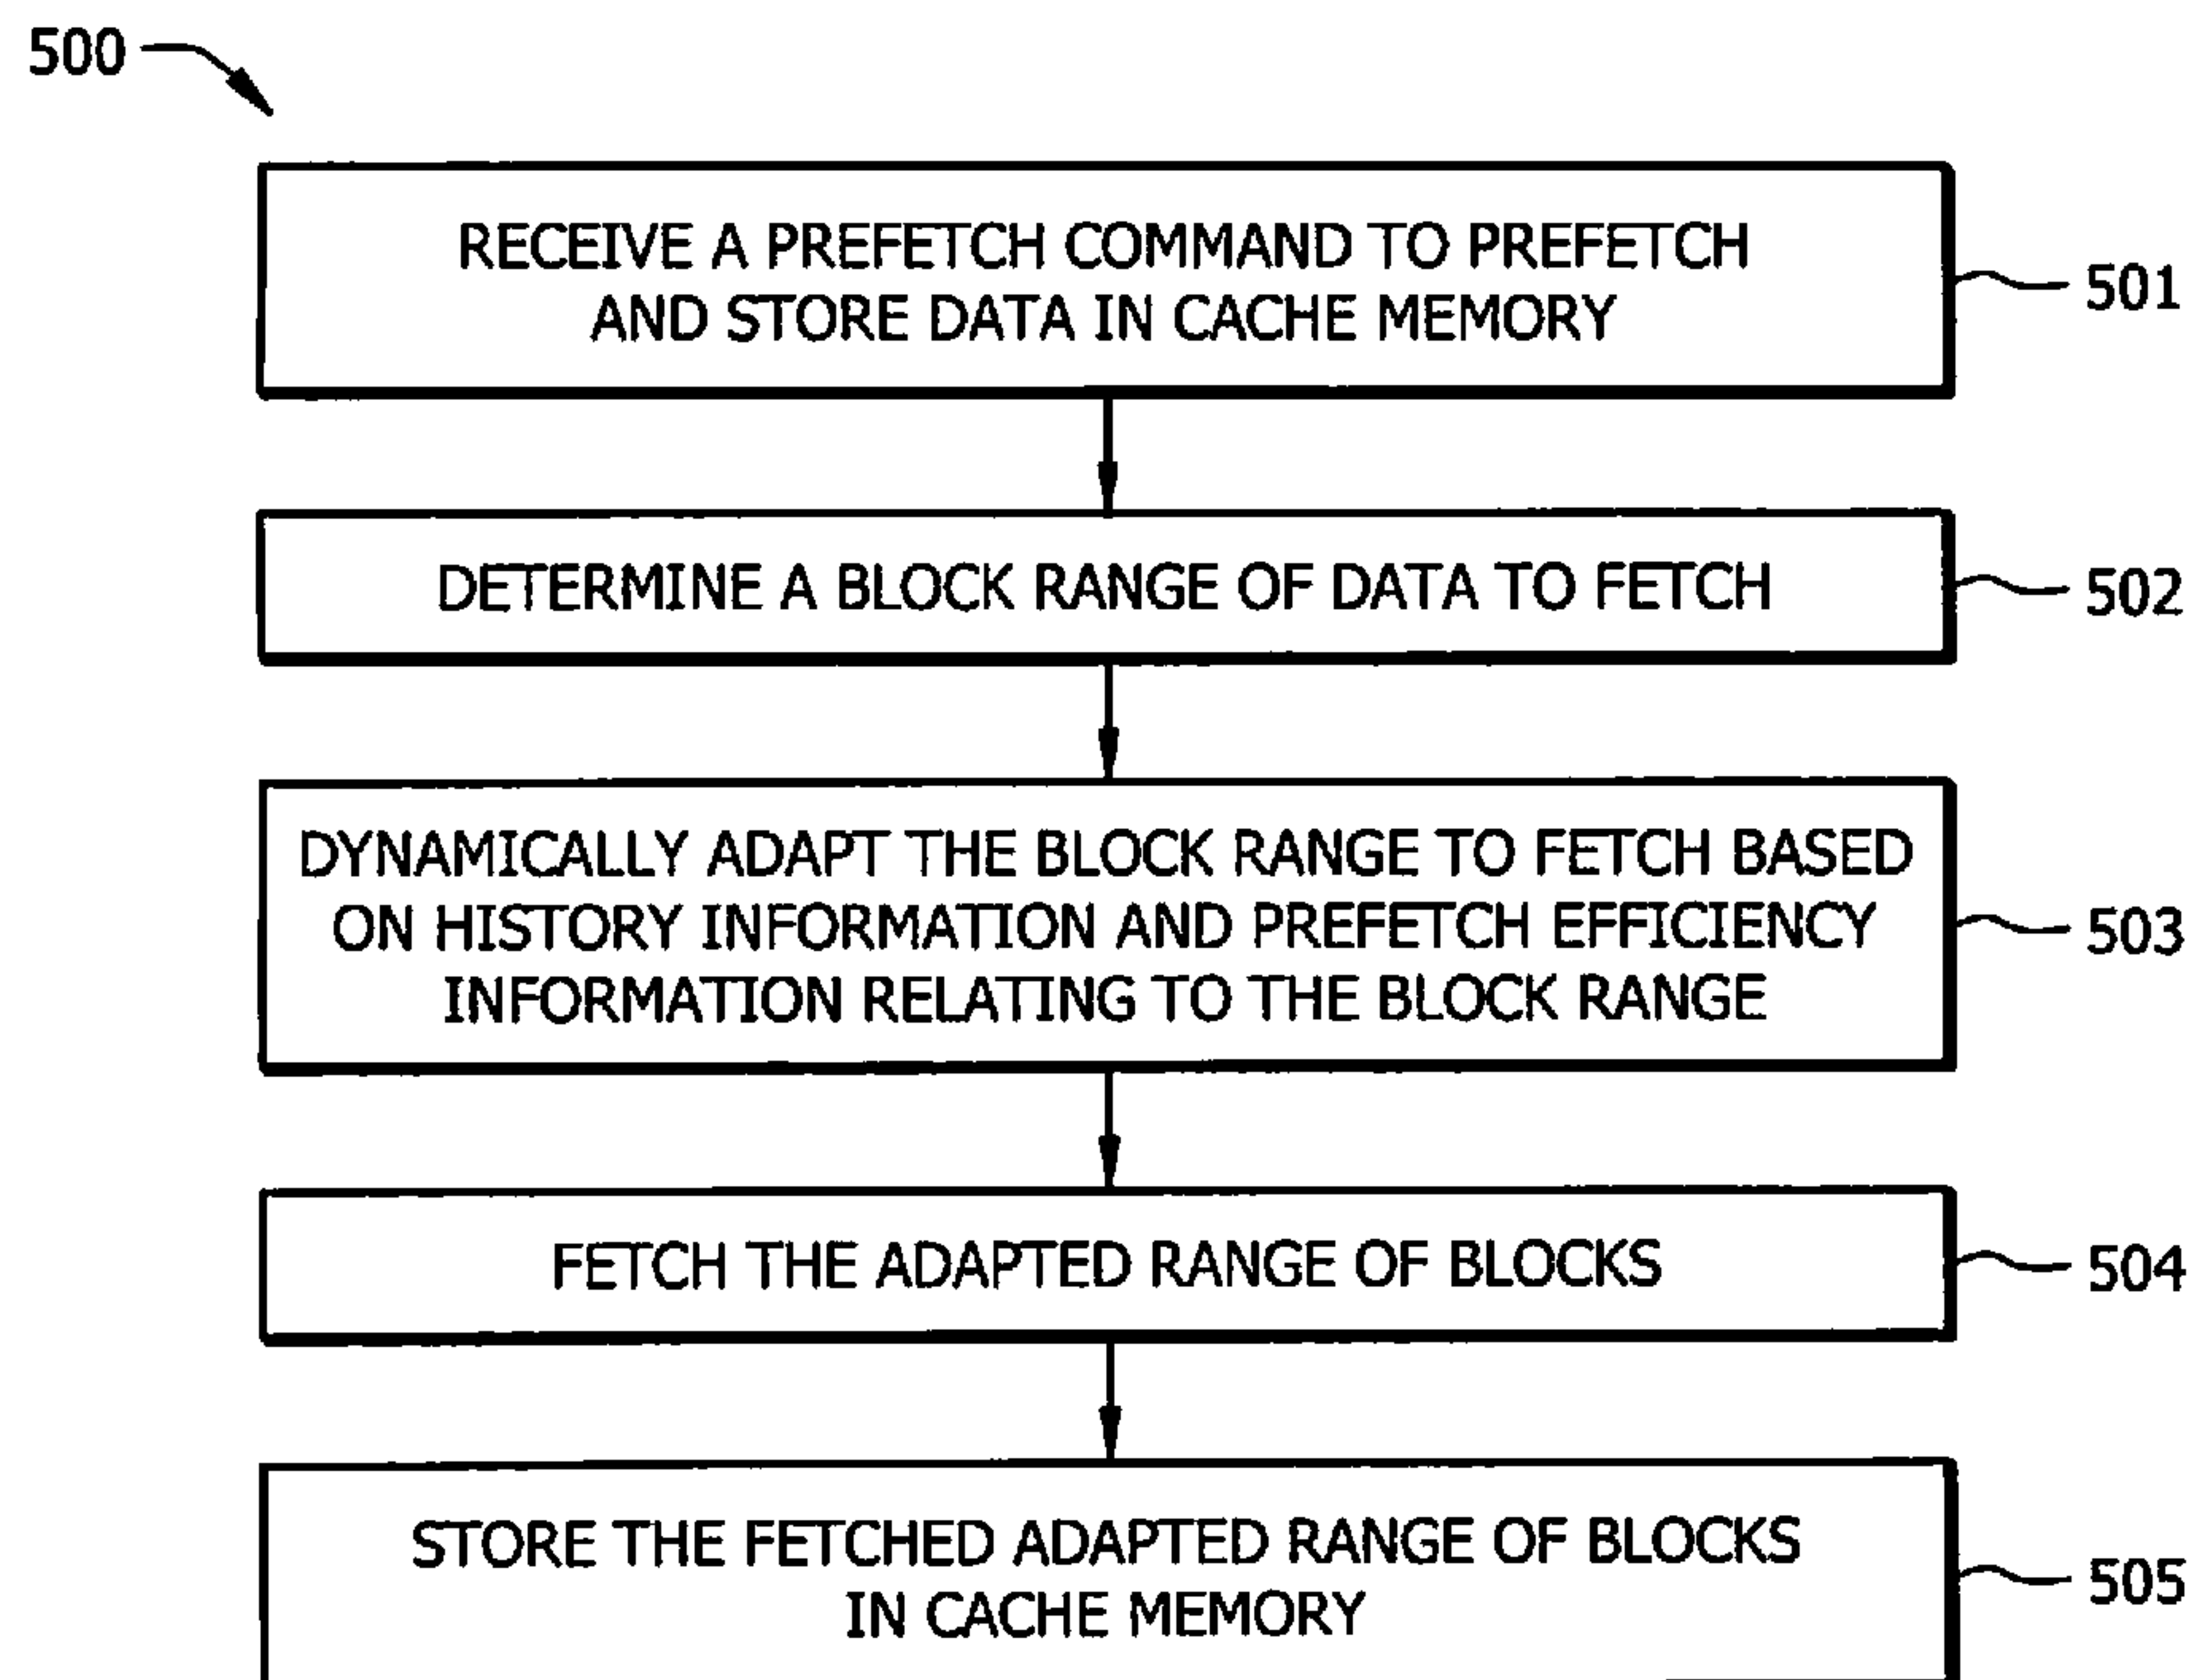 500
RECEIVE A PREFETCH COMMAND TO PREFETCH
AND STORE DATA IN CACHE MEMORY
501
DETERMINE A BLOCK RANGE OF DATA TO FETCH
502
DYNAMICALLY ADAPT THE BLOCK RANGE TO FETCH BASED
ON HISTORY INFORMATION AND PREFETCH EFFICIENCY
INFORMATION RELATING TO THE BLOCK RANGE
503
FETCH THE ADAPTED RANGE OF BLOCKS
504
STORE THE FETCHED ADAPTED RANGE OF BLOCKS
IN CACHE MEMORY
505